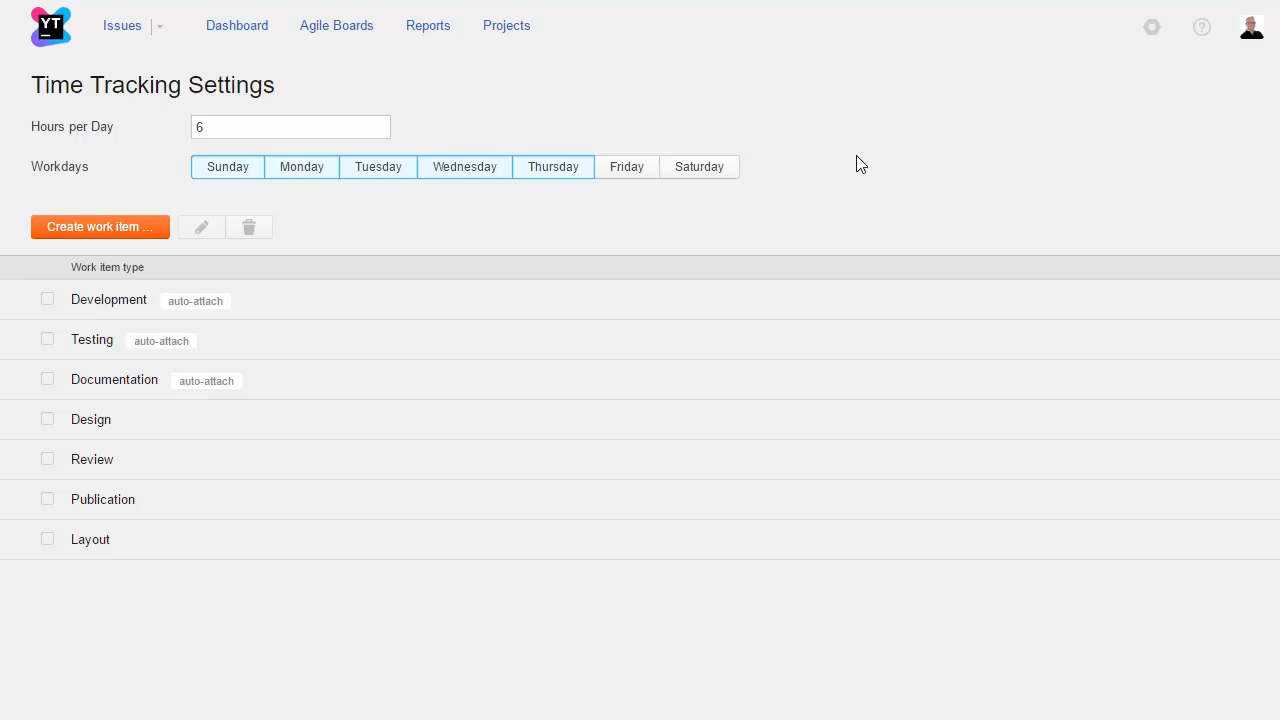 YT Issues Dashboard Agile Boards Reports Projects
Time Tracking Settings
Hours per Day 6
Workdays Sunday Monday Tuesday Wednesday Thursday Friday Saturday
Create work item ...
Work item type
Development auto-attach
Testing auto-attach
Documentation auto-attach
Design
Review
Publication
Layout